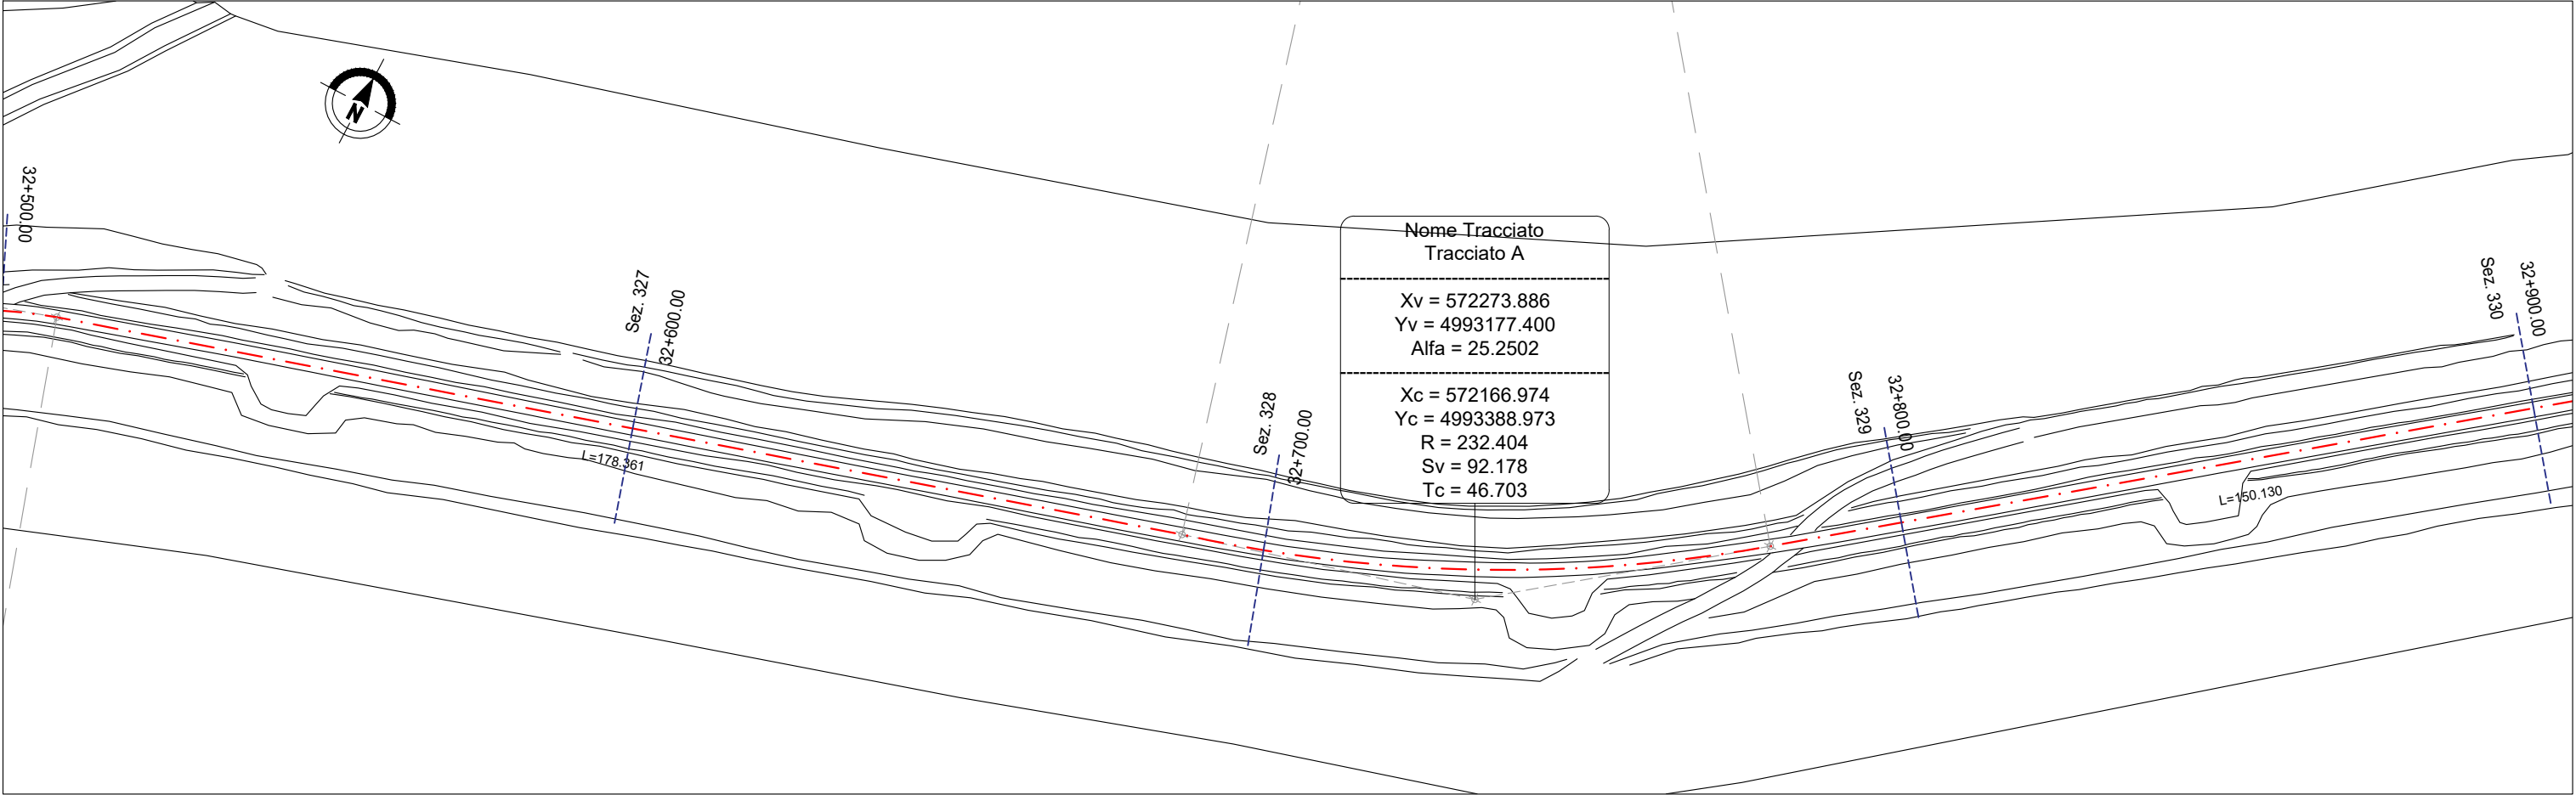 N
32+500.00
Sez. 327
32+600.00
L=178.361
Sez. 328
32+700.00
Nome Tracciato
Tracciato A
Xv = 572273.886
Yv = 4993177.400
Alfa = 25.2502
Xc = 572166.974
Yc = 4993388.973
R = 232.404
Sv = 92.178
Tc = 46.703
Sez. 329
32+800.00
L=150.130
Sez. 330
32+900.00